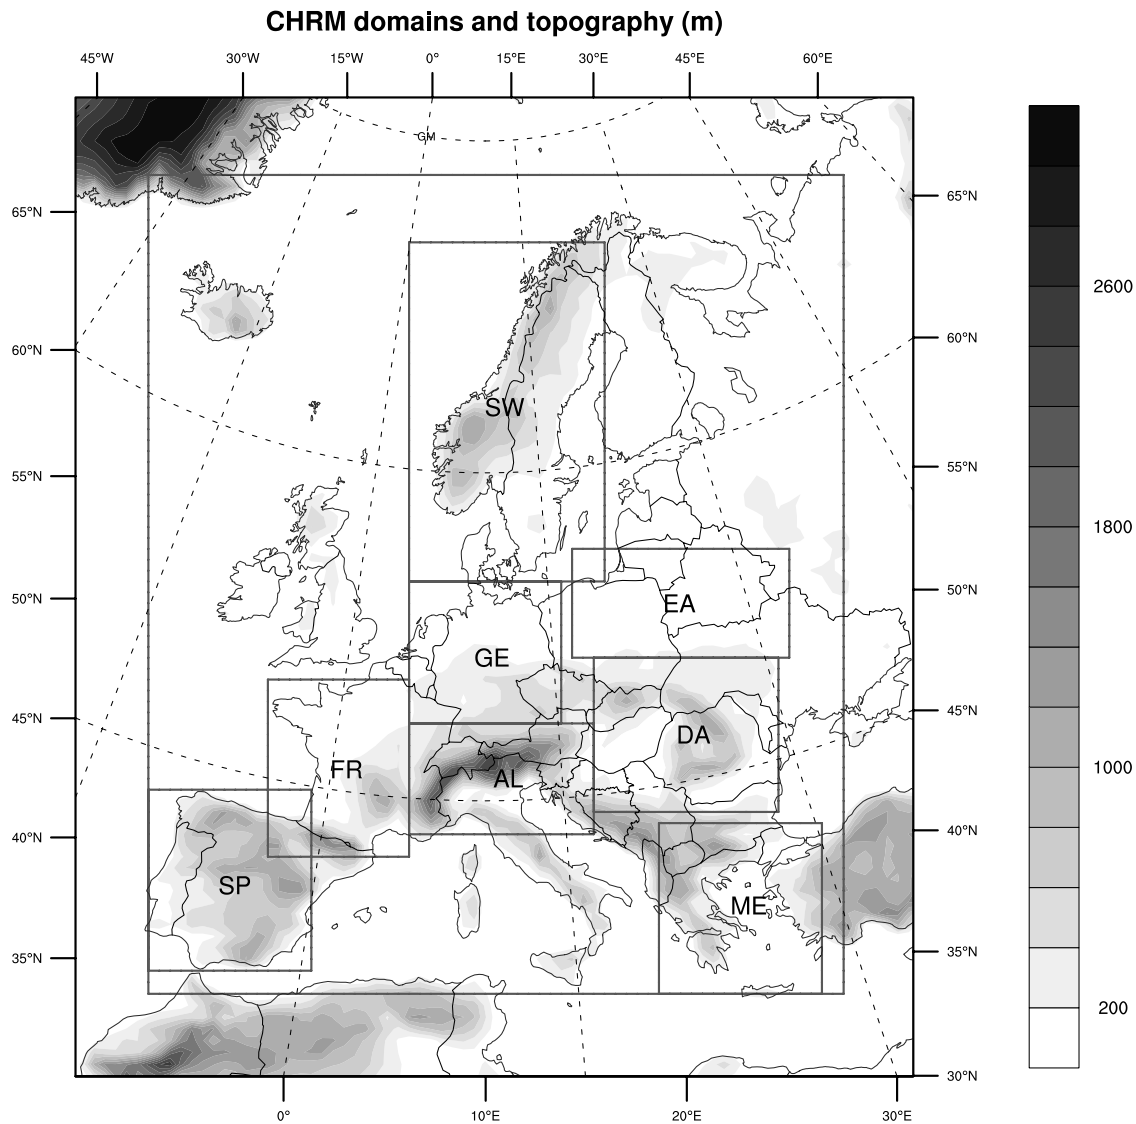 CHRM domains and topography (m)
45°W 30°W 15°W 0° 15°E 30°E 45°E 60°E
GM
65°N 65°N
2600
60°N 60°N
SW
55°N 55°N
1800
50°N 50°N
EA
GE
45°N 45°N
DA
FR AL
1000
40°N 40°N
SP ME
35°N 35°N
200
30°N
0° 10°E 20°E 30°E